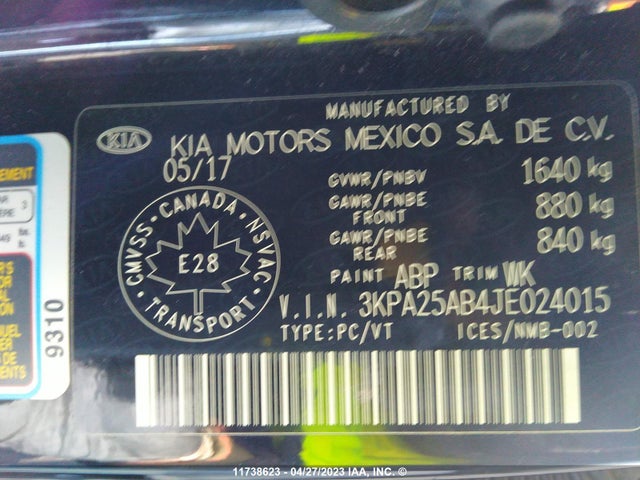 MANUFACTURED BY
KIA KIA MOTORS MEXICO S.A. DE C.V.
05/17
GVWR/PNBV 1640 kg
GAWR/PNBE FRONT 880 kg
GAWR/PNBE REAR 840 kg
PAINT ABP TRIM WK
CMVSS · CANADA · NSVAC · TRANSPORT ·
E28
V.I.N. 3KPA25AB4JE024015
TYPE:PC/VT ICES/NMB-002
EMENT
3
9310
11738623 - 04/27/2023 IAA, INC. ©